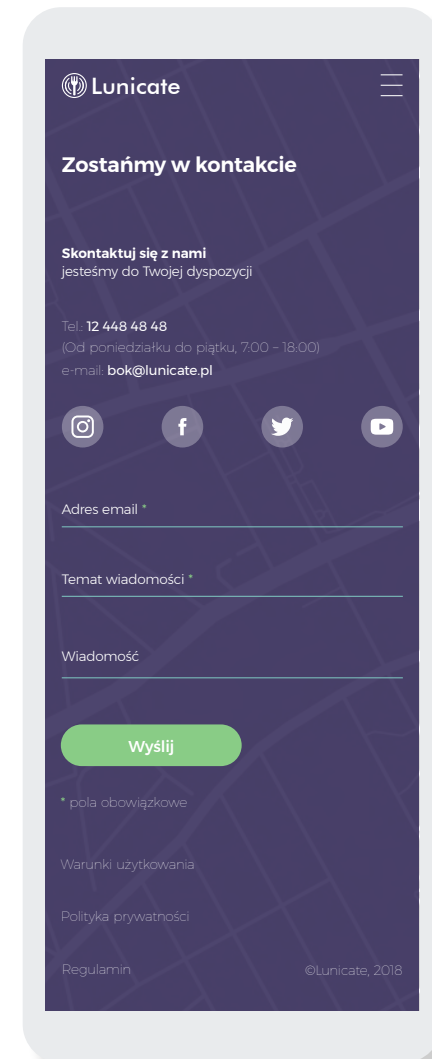 Lunicate
Zostańmy w kontakcie
Skontaktuj się z nami
jesteśmy do Twojej dyspozycji
Tel.: 12 448 48 48
(Od poniedziałku do piątku, 7:00 – 18:00)
e-mail: bok@lunicate.pl
Adres email *
Temat wiadomości *
Wiadomość
Wyślij
* pola obowiązkowe
Warunki użytkowania
Polityka prywatności
Regulamin ©Lunicate, 2018